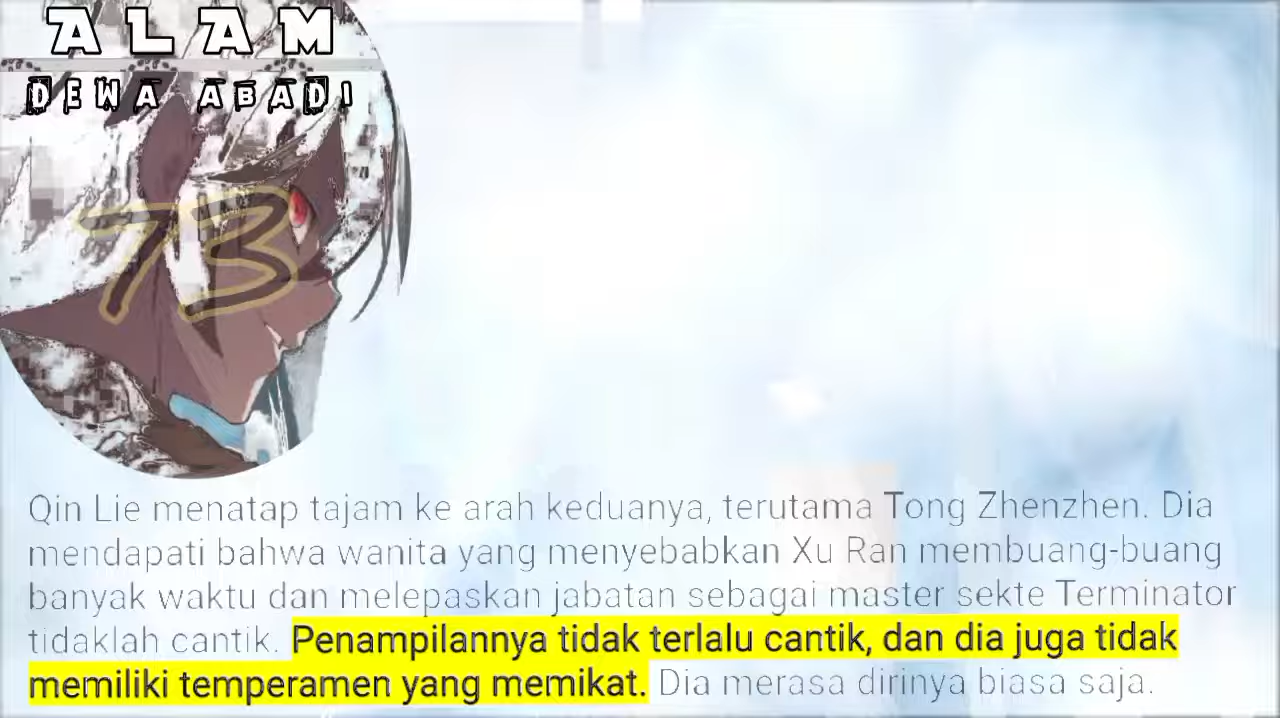 ALAM
DEWA ABADI
73
Qin Lie menatap tajam ke arah keduanya, terutama Tong Zhenzhen. Dia
mendapati bahwa wanita yang menyebabkan Xu Ran membuang-buang
banyak waktu dan melepaskan jabatan sebagai master sekte Terminator
tidaklah cantik. Penampilannya tidak terlalu cantik, dan dia juga tidak
memiliki temperamen yang memikat. Dia merasa dirinya biasa saja.